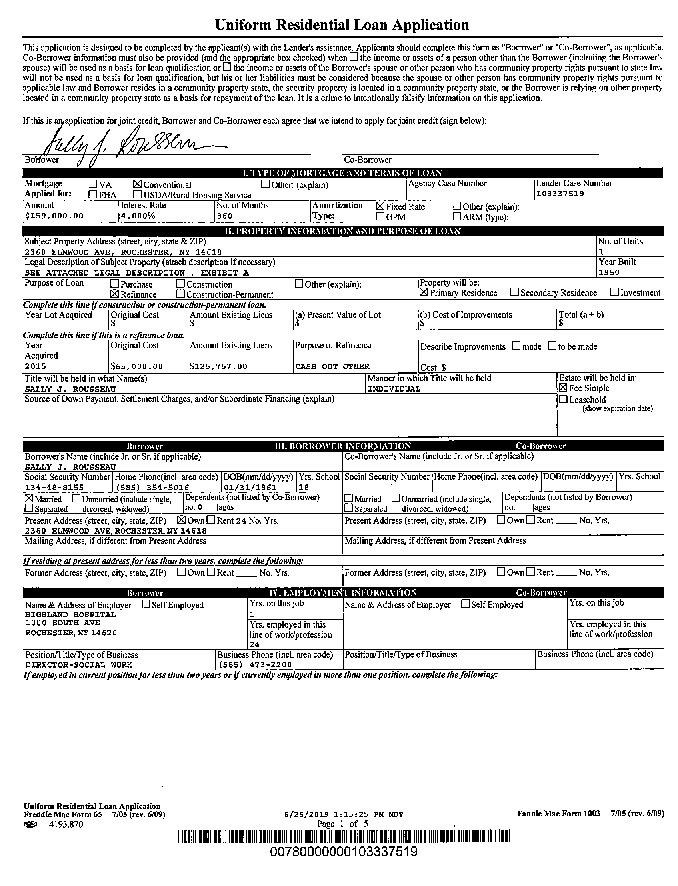 Uniform Residential Loan Application
This application is designed to be completed by the applicant(s) with the Lender's assistance. Applicants should complete this form as "Borrower" or "Co-Borrower", as applicable.
Co-Borrower information must also be provided (and the appropriate box checked) when ☐ the income or assets of a person other than the Borrower (including the Borrower's
spouse) will be used as a basis for loan qualification or ☐ the income or assets of the Borrower's spouse or other person who has community property rights pursuant to state law
will not be used as a basis for loan qualification, but his or her liabilities must be considered because the spouse or other person has community property rights pursuant to
applicable law and Borrower resides in a community property state, the security property is located in a community property state, or the Borrower is relying on other property
located in a community property state as a basis for repayment of the loan. It is a crime to intentionally falsify information on this application.
If this is an application for joint credit, Borrower and Co-Borrower each agree that we intend to apply for joint credit (sign below):
Sally J. Rousseau
Borrower Co-Borrower
I. TYPE OF MORTGAGE AND TERMS OF LOAN
Mortgage Applied for: ☐ VA ☒ Conventional ☐ Other (explain) Agency Case Number Lender Case Number
☐ FHA ☐ USDA/Rural Housing Service 103337519
Amount Interest Rate No. of Months Amortization Type: ☒ Fixed Rate ☐ Other (explain):
$159,000.00 4.000% 360 ☐ GPM ☐ ARM (type):
II. PROPERTY INFORMATION AND PURPOSE OF LOAN
Subject Property Address (street, city, state & ZIP) No. of Units
2360 ELMWOOD AVE, ROCHESTER, NY 14618 1
Legal Description of Subject Property (attach description if necessary) Year Built
SEE ATTACHED LEGAL DESCRIPTION . EXHIBIT A
Purpose of Loan ☐ Purchase ☐ Construction ☐ Other (explain): Property will be:
☒ Refinance ☐ Construction-Permanent ☒ Primary Residence ☐ Secondary Residence ☐ Investment
Complete this line if construction or construction-permanent loan.
Year Lot Acquired Original Cost Amount Existing Liens (a) Present Value of Lot (b) Cost of Improvements Total (a + b)
$ $ $ $ $
Complete this line if this is a refinance loan.
Year Acquired Original Cost Amount Existing Liens Purpose of Refinance Describe Improvements ☐ made ☐ to be made
2015 $125,757.00 CASH OUT OTHER Cost $
Title will be held in what Name(s) Manner in which Title will be held Estate will be held in:
SALLY J. ROUSSEAU INDIVIDUAL ☒ Fee Simple
Source of Down Payment, Settlement Charges, and/or Subordinate Financing (explain) ☐ Leasehold
(show expiration date)
Borrower III. BORROWER INFORMATION Co-Borrower
Borrower's Name (include Jr. or Sr. if applicable) Co-Borrower's Name (include Jr. or Sr. if applicable)
SALLY J. ROUSSEAU
Social Security Number Home Phone(incl. area code) DOB(mm/dd/yyyy) Yrs. School Social Security Number Home Phone(incl. area code) DOB(mm/dd/yyyy) Yrs. School
134-48-8155 (585) 354-5016 01/31/1961 18
☒ Married ☐ Unmarried (include single, Dependents (not listed by Co-Borrower) ☐ Married ☐ Unmarried (include single, Dependents (not listed by Borrower)
☐ Separated divorced, widowed) no. 0 ages ☐ Separated divorced, widowed) no. ages
Present Address (street, city, state, ZIP) ☒ Own ☐ Rent 24 No. Yrs. Present Address (street, city, state, ZIP) ☐ Own ☐ Rent ____ No. Yrs.
2360 ELMWOOD AVE, ROCHESTER, NY 14618
Mailing Address, if different from Present Address Mailing Address, if different from Present Address
If residing at present address for less than two years, complete the following:
Former Address (street, city, state, ZIP) ☐ Own ☐ Rent ____ No. Yrs. Former Address (street, city, state, ZIP) ☐ Own ☐ Rent ____ No. Yrs.
Borrower IV. EMPLOYMENT INFORMATION Co-Borrower
Name & Address of Employer ☐ Self Employed Yrs. on this job Name & Address of Employer ☐ Self Employed Yrs. on this job
HIGHLAND HOSPITAL
1000 SOUTH AVE Yrs. employed in this Yrs. employed in this
ROCHESTER, NY 14620 line of work/profession line of work/profession
24
Position/Title/Type of Business Business Phone (incl. area code) Position/Title/Type of Business Business Phone (incl. area code)
DIRECTOR-SOCIAL WORK (585) 473-2200
If employed in current position for less than two years or if currently employed in more than one position, complete the following:
Uniform Residential Loan Application
Freddie Mac Form 65 7/05 (rev. 6/09) 6/25/2019 1:15:25 PM MDT Fannie Mae Form 1003 7/05 (rev. 6/09)
4193.870 Page 1 of 5
00780000000103337519